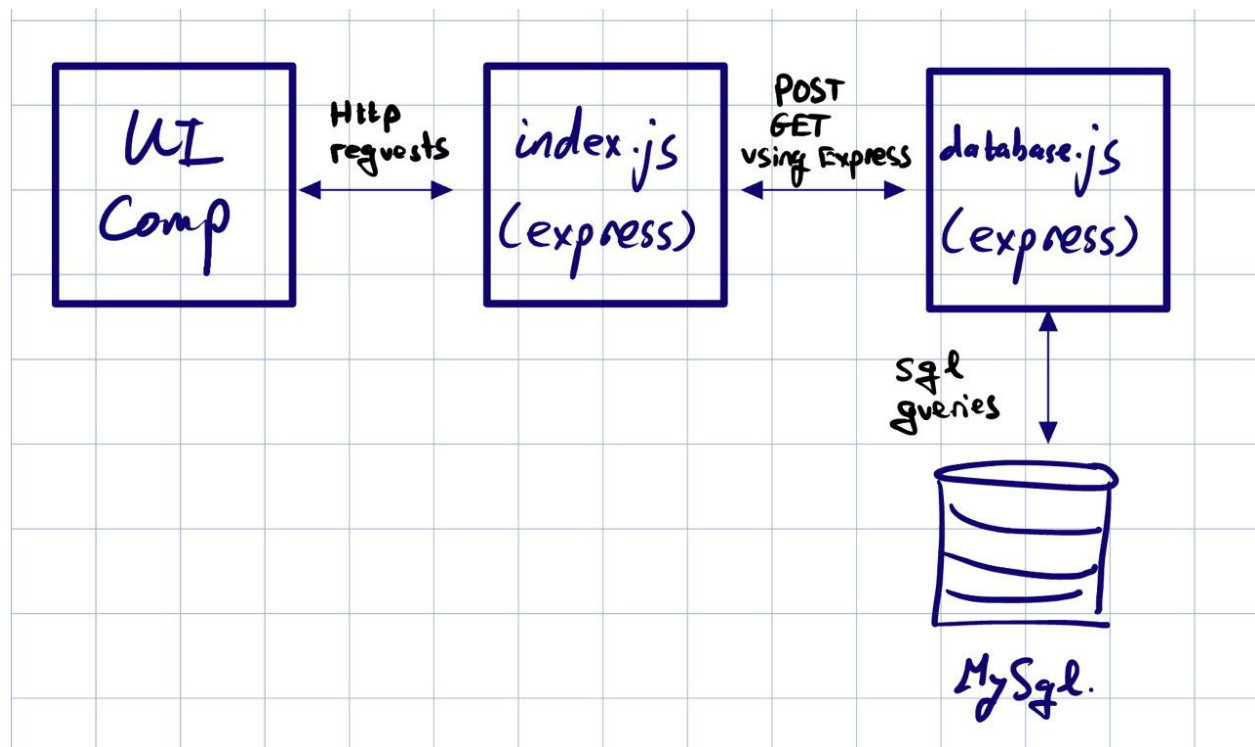 UI
Comp
Http
requests
index.js
(express)
POST
GET
using Express
database.js
(express)
sql
queries
MySql.